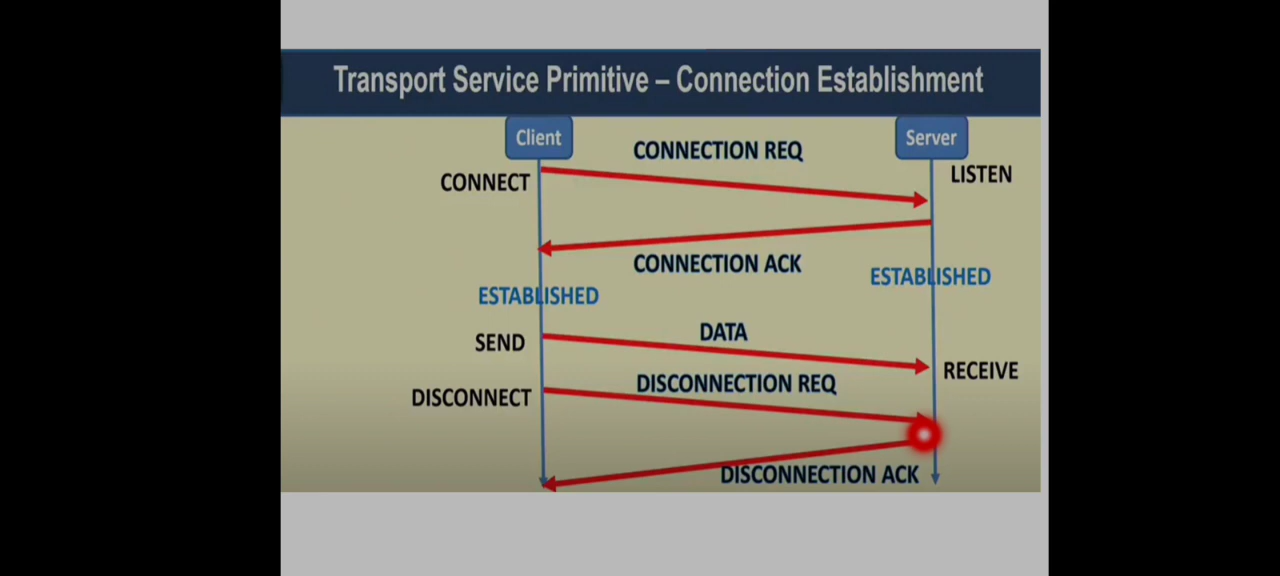 Transport Service Primitive – Connection Establishment
Client
Server
CONNECTION REQ
CONNECT
LISTEN
CONNECTION ACK
ESTABLISHED
ESTABLISHED
DATA
SEND
RECEIVE
DISCONNECTION REQ
DISCONNECT
DISCONNECTION ACK